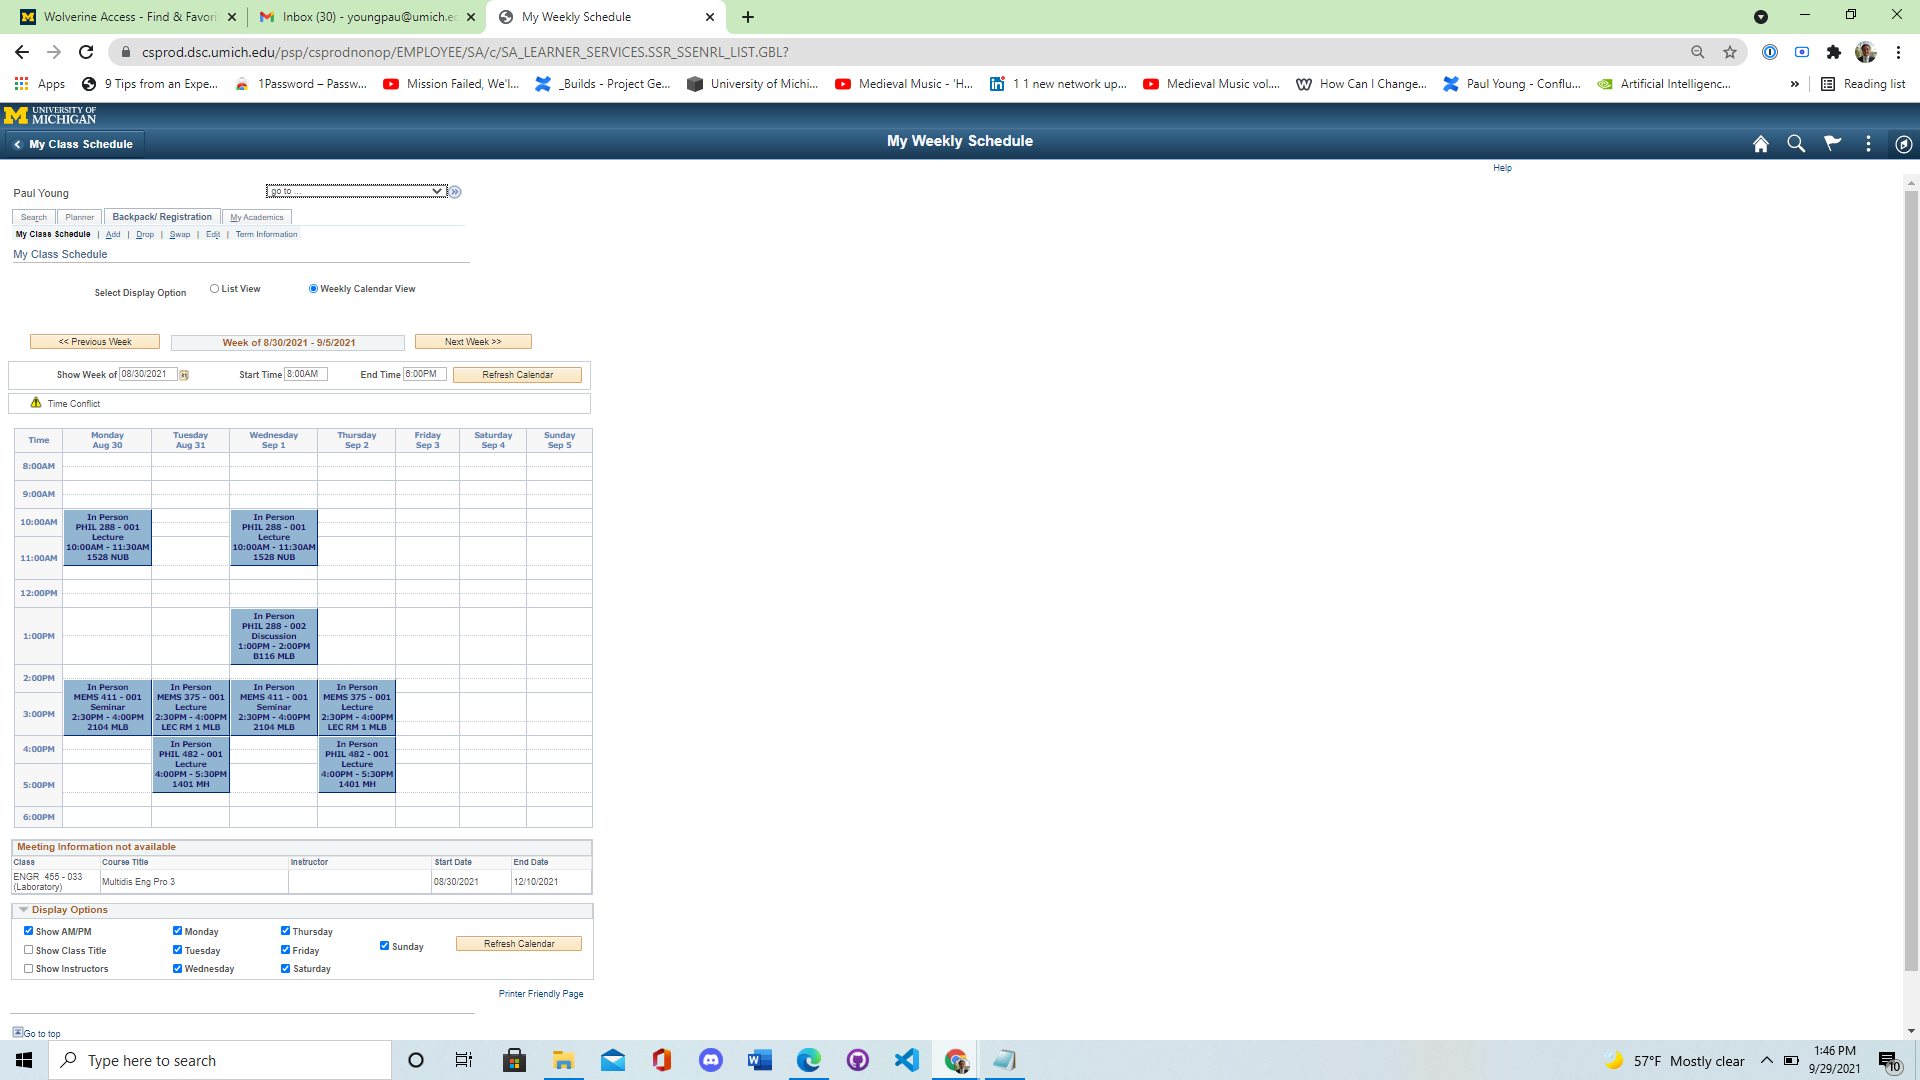 Wolverine Access - Find & Favori
Inbox (30) - youngpau@umich.ec
My Weekly Schedule
csprod.dsc.umich.edu/psp/csprodnonop/EMPLOYEE/SA/c/SA_LEARNER_SERVICES.SSR_SSENRL_LIST.GBL?
Apps
9 Tips from an Expe...
1Password – Passw...
Mission Failed, We'l...
_Builds - Project Ge...
University of Michi...
Medieval Music - 'H...
1 1 new network up...
Medieval Music vol....
How Can I Change...
Paul Young - Conflu...
Artificial Intelligenc...
»
Reading list
UNIVERSITY OF
MICHIGAN
My Class Schedule
My Weekly Schedule
Help
Paul Young
go to ...
Search
Planner
Backpack/ Registration
My Academics
My Class Schedule | Add | Drop | Swap | Edit | Term Information
My Class Schedule
Select Display Option
List View
Weekly Calendar View
<< Previous Week
Week of 8/30/2021 - 9/5/2021
Next Week >>
Show Week of 08/30/2021
Start Time 8:00AM
End Time 6:00PM
Refresh Calendar
Time Conflict
Time
Monday
Aug 30
Tuesday
Aug 31
Wednesday
Sep 1
Thursday
Sep 2
Friday
Sep 3
Saturday
Sep 4
Sunday
Sep 5
8:00AM
9:00AM
10:00AM
In Person
PHIL 288 - 001
Lecture
10:00AM - 11:30AM
1528 NUB
In Person
PHIL 288 - 001
Lecture
10:00AM - 11:30AM
1528 NUB
11:00AM
12:00PM
1:00PM
In Person
PHIL 288 - 002
Discussion
1:00PM - 2:00PM
B116 MLB
2:00PM
In Person
MEMS 411 - 001
Seminar
2:30PM - 4:00PM
2104 MLB
In Person
MEMS 375 - 001
Lecture
2:30PM - 4:00PM
LEC RM 1 MLB
In Person
MEMS 411 - 001
Seminar
2:30PM - 4:00PM
2104 MLB
In Person
MEMS 375 - 001
Lecture
2:30PM - 4:00PM
LEC RM 1 MLB
3:00PM
4:00PM
In Person
PHIL 482 - 001
Lecture
4:00PM - 5:30PM
1401 MH
In Person
PHIL 482 - 001
Lecture
4:00PM - 5:30PM
1401 MH
5:00PM
6:00PM
Meeting Information not available
Class
Course Title
Instructor
Start Date
End Date
ENGR 455 - 033
(Laboratory)
Multidis Eng Pro 3
08/30/2021
12/10/2021
Display Options
Show AM/PM
Monday
Thursday
Show Class Title
Tuesday
Friday
Sunday
Refresh Calendar
Show Instructors
Wednesday
Saturday
Printer Friendly Page
Go to top
Type here to search
57°F Mostly clear
1:46 PM
9/29/2021
10